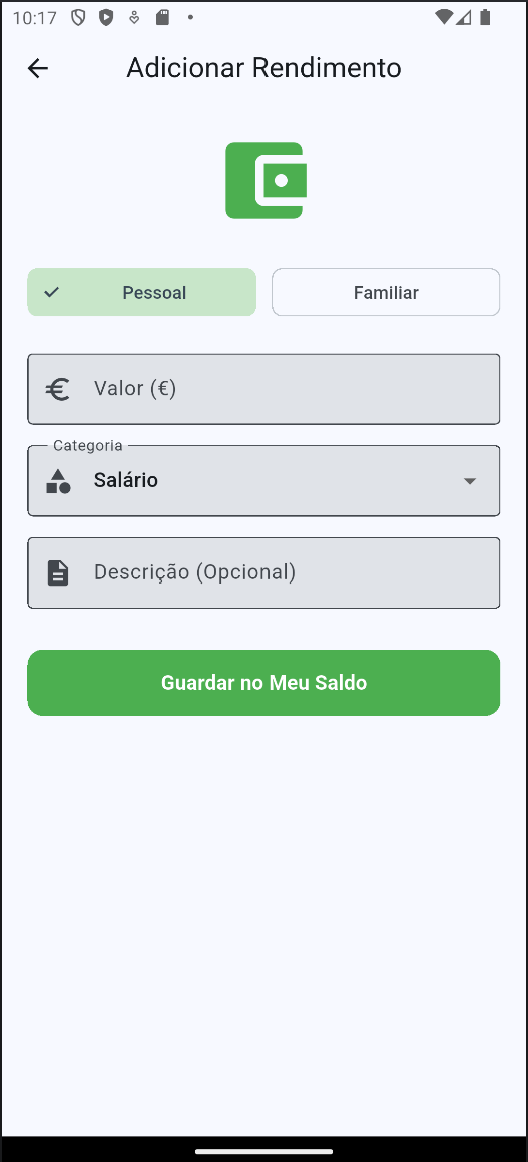 10:17
Adicionar Rendimento
Pessoal
Familiar
Valor (€)
Categoria
Salário
Descrição (Opcional)
Guardar no Meu Saldo